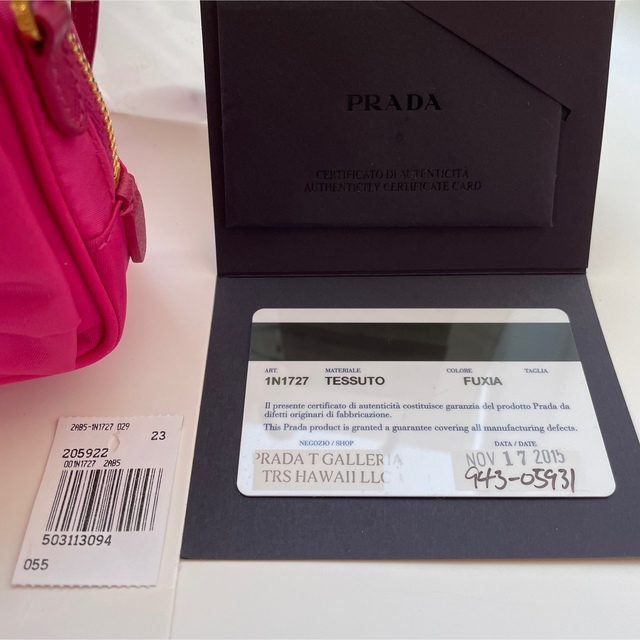 PRADA
CERTIFICATO DI AUTENTICITÀ
AUTHENTICITY CERTIFICATE CARD
ART MATERIALE COLORE TAGLIA
1N1727 TESSUTO FUXIA
Il presente certificato di autenticità costituisce garanzia del prodotto Prada da
difetti originari di fabbricazione.
This Prada product is granted a guarantee covering all manufacturing defects.
NEGOZIO / SHOP DATA / DATE
PRADA T GALLERIA NOV 17 2015
TRS HAWAII LLC 943-05931
2AB5-1N1727 029
23
205922
001N1727 2AB5
503113094
055